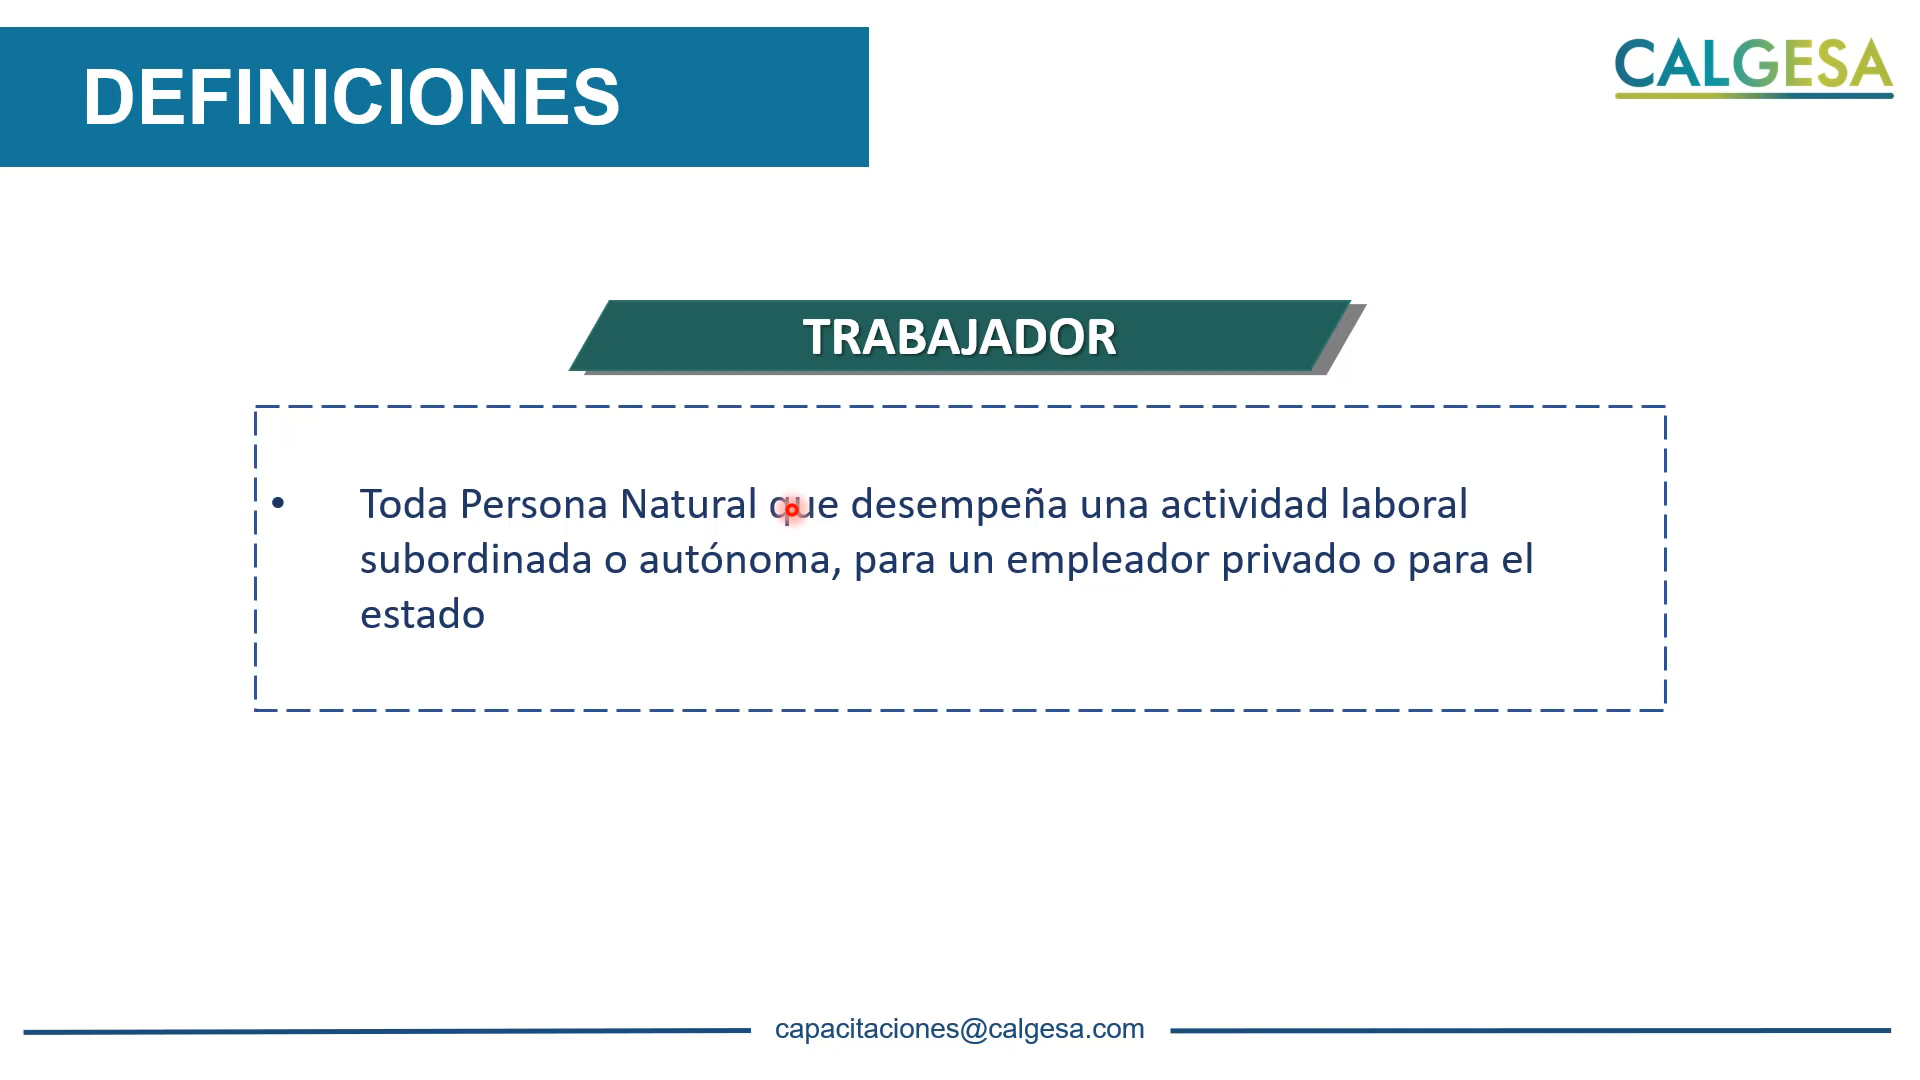 DEFINICIONES
CALGESA
TRABAJADOR
• Toda Persona Natural que desempeña una actividad laboral
subordinada o autónoma, para un empleador privado o para el
estado
capacitaciones@calgesa.com